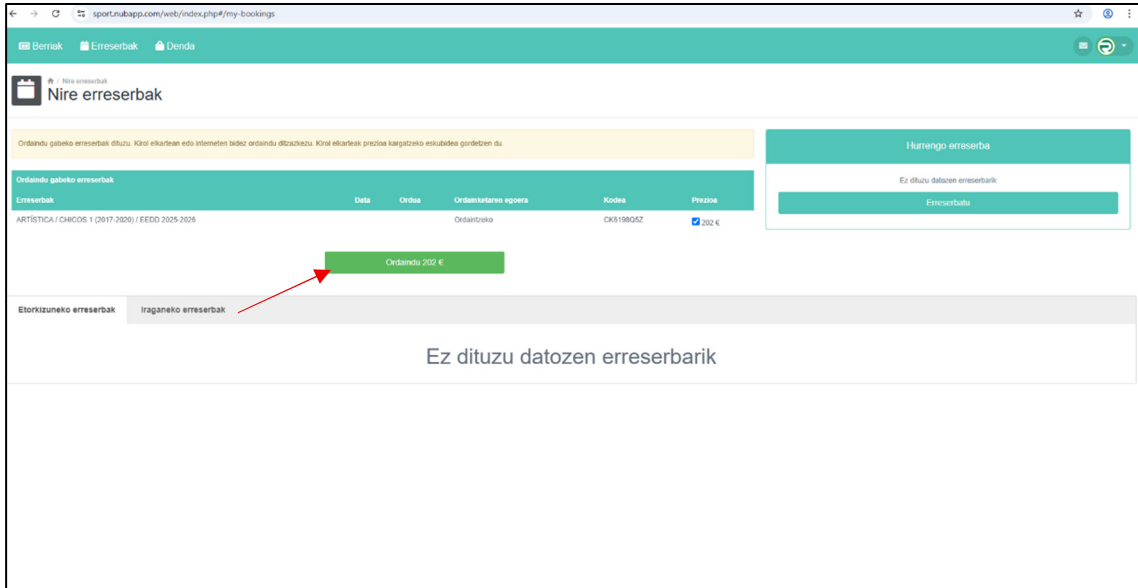 sport.nubapp.com/web/index.php#/my-bookings
Berriak Erreserbak Denda
/ Nire erreserbak
Nire erreserbak
Ordaindu gabeko erreserbak dituzu. Kirol elkartean edo interneten bidez ordaindu ditzazkezu. Kirol elkarteak prezioa kargatzeko eskubidea gordetzen du.
Ordaindu gabeko erreserbak
Erreserbak Data Ordua Ordainketaren egoera Kodea Prezioa
ARTÍSTICA / CHICOS 1 (2017-2020) / EEDD 2025-2026 Ordaintzeko CK6198Q5Z 202 €
Ordaindu 202 €
Hurrengo erreserba
Ez dituzu datozen erreserbarik
Erreserbatu
Etorkizuneko erreserbak Iraganeko erreserbak
Ez dituzu datozen erreserbarik